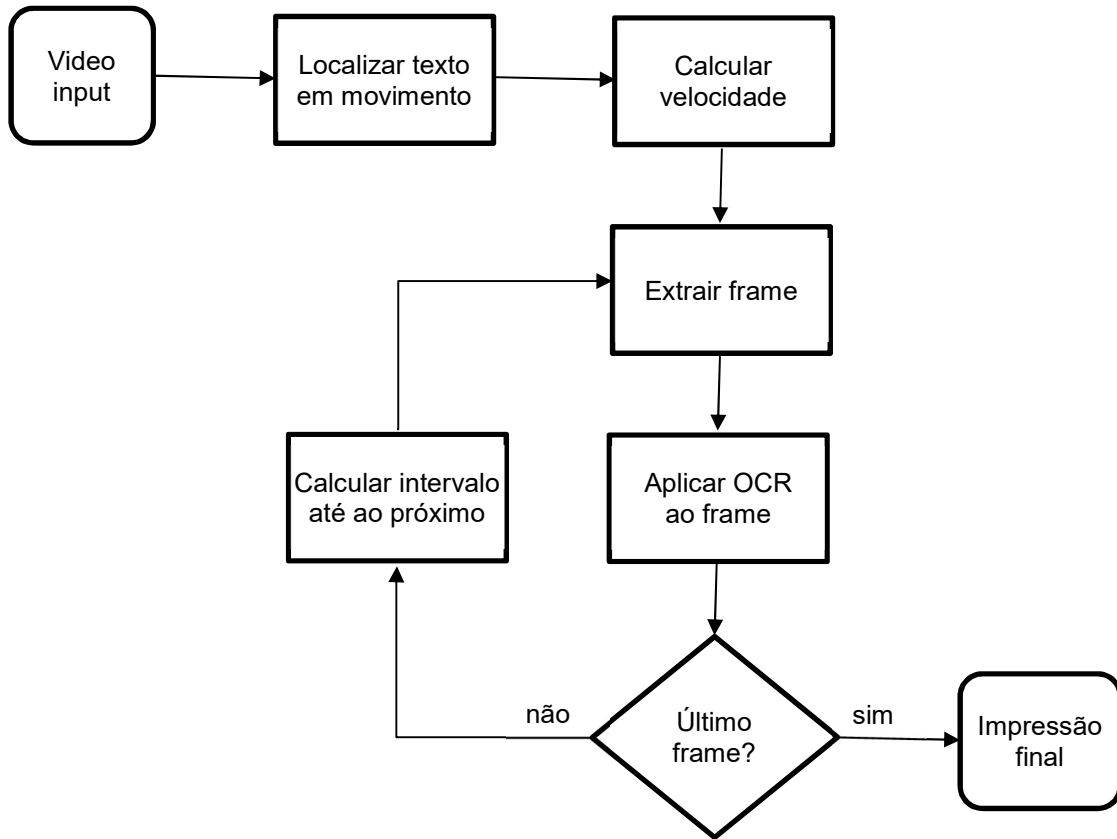 Video
input
Localizar texto
em movimento
Calcular
velocidade
Extrair frame
Calcular intervalo
até ao próximo
Aplicar OCR
ao frame
não
Último
frame?
sim
Impressão
final